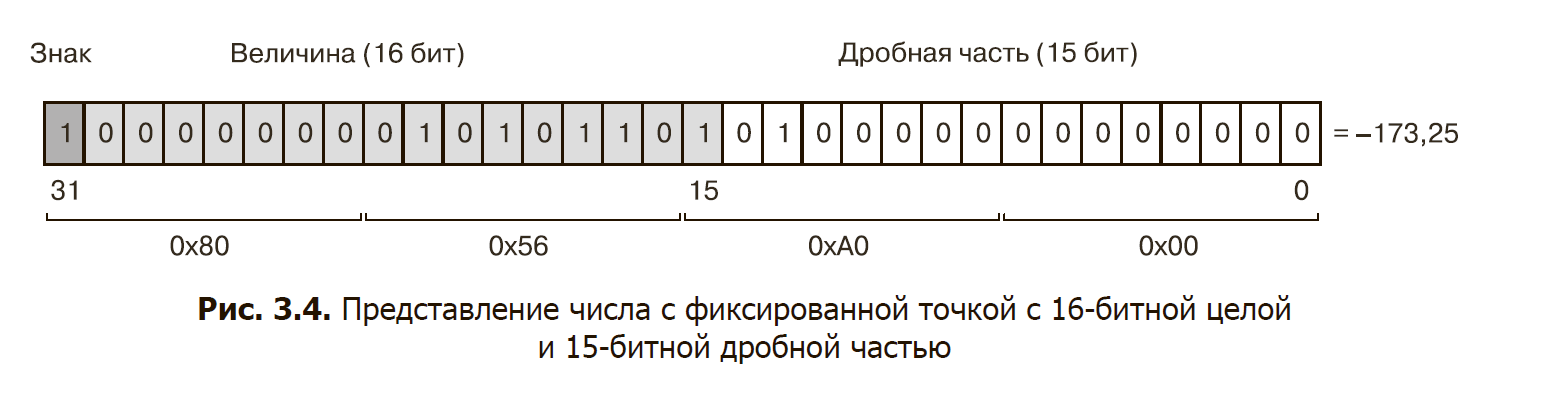 Знак Величина (16 бит) Дробная часть (15 бит)
1 0 0 0 0 0 0 0 0 1 0 1 0 1 1 0 1 0 1 0 0 0 0 0 0 0 0 0 0 0 0 0 = –173,25
31 15 0
0x80 0x56 0xA0 0x00
Рис. 3.4. Представление числа с фиксированной точкой с 16-битной целой
и 15-битной дробной частью